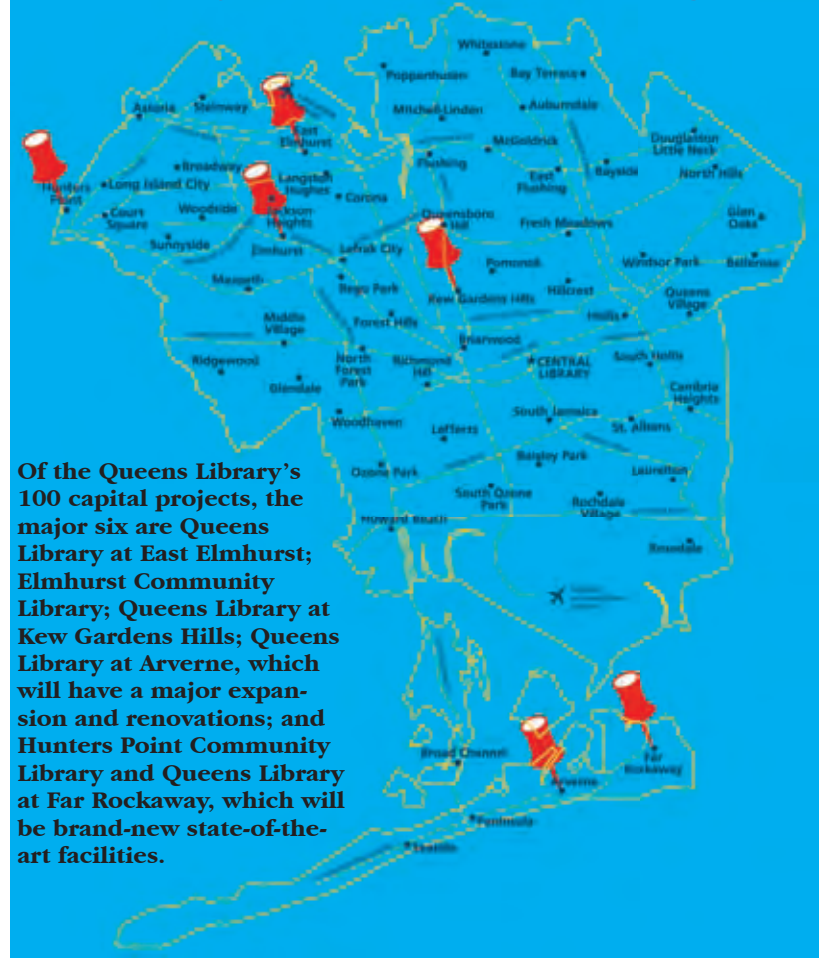 Whitestone
Poppenhusen
Bay Terrace
Astoria
Steinway
Mitchell-Linden
Auburndale
East
Elmhurst
McGoldrick
Douglaston
Little Neck
Flushing
Broadway
East
Flushing
Bayside
North Hills
Hunters
Point
Long Island City
Langston
Hughes
Corona
Court
Square
Woodside
Jackson
Heights
Queensboro
Hill
Fresh Meadows
Glen
Oaks
Sunnyside
Elmhurst
Lefrak City
Pomonok
Windsor Park
Bellerose
Maspeth
Rego Park
Kew Gardens Hills
Hillcrest
Queens
Village
Middle
Village
Forest Hills
Hollis
Briarwood
Ridgewood
North
Forest
Park
Richmond
Hill
CENTRAL
LIBRARY
South Hollis
Glendale
Cambria
Heights
Woodhaven
Lefferts
South Jamaica
St. Albans
Ozone Park
Baisley Park
Laurelton
South Ozone
Park
Rochdale
Village
Howard Beach
Rosedale
Of the Queens Library's
100 capital projects, the
major six are Queens
Library at East Elmhurst;
Elmhurst Community
Library; Queens Library at
Kew Gardens Hills; Queens
Library at Arverne, which
will have a major expan-
sion and renovations; and
Hunters Point Community
Library and Queens Library
at Far Rockaway, which will
be brand-new state-of-the-
art facilities.
Broad Channel
Far
Rockaway
Arverne
Peninsula
Seaside